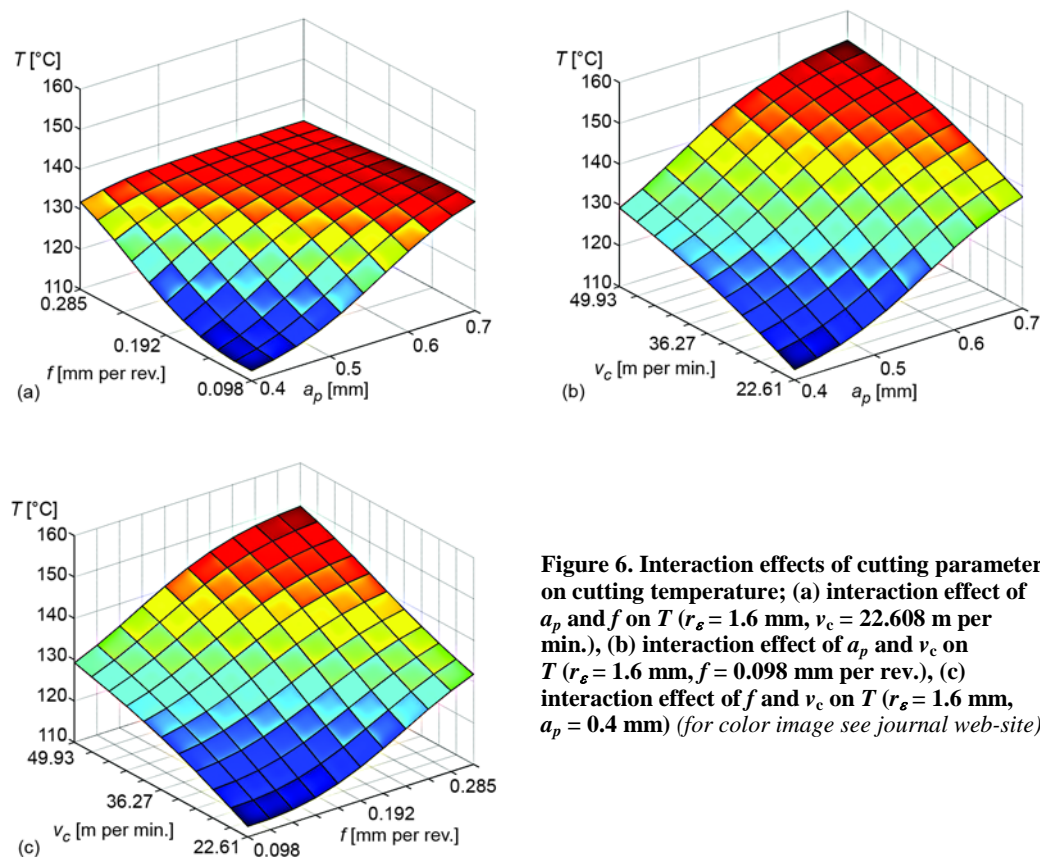 T [°C]
160
150
140
130
120
110
0.285
0.192
0.098
f [mm per rev.]
0.4
0.5
0.6
0.7
a_p [mm]
(a)
T [°C]
160
150
140
130
120
110
49.93
36.27
22.61
v_c [m per min.]
0.4
0.5
0.6
0.7
a_p [mm]
(b)
T [°C]
160
150
140
130
120
110
49.93
36.27
22.61
v_c [m per min.]
0.098
0.192
0.285
f [mm per rev.]
(c)
Figure 6. Interaction effects of cutting parameter
on cutting temperature; (a) interaction effect of
a_p and f on T (r_ε = 1.6 mm, v_c = 22.608 m per
min.), (b) interaction effect of a_p and v_c on
T (r_ε = 1.6 mm, f = 0.098 mm per rev.), (c)
interaction effect of f and v_c on T (r_ε = 1.6 mm,
a_p = 0.4 mm) (for color image see journal web-site)